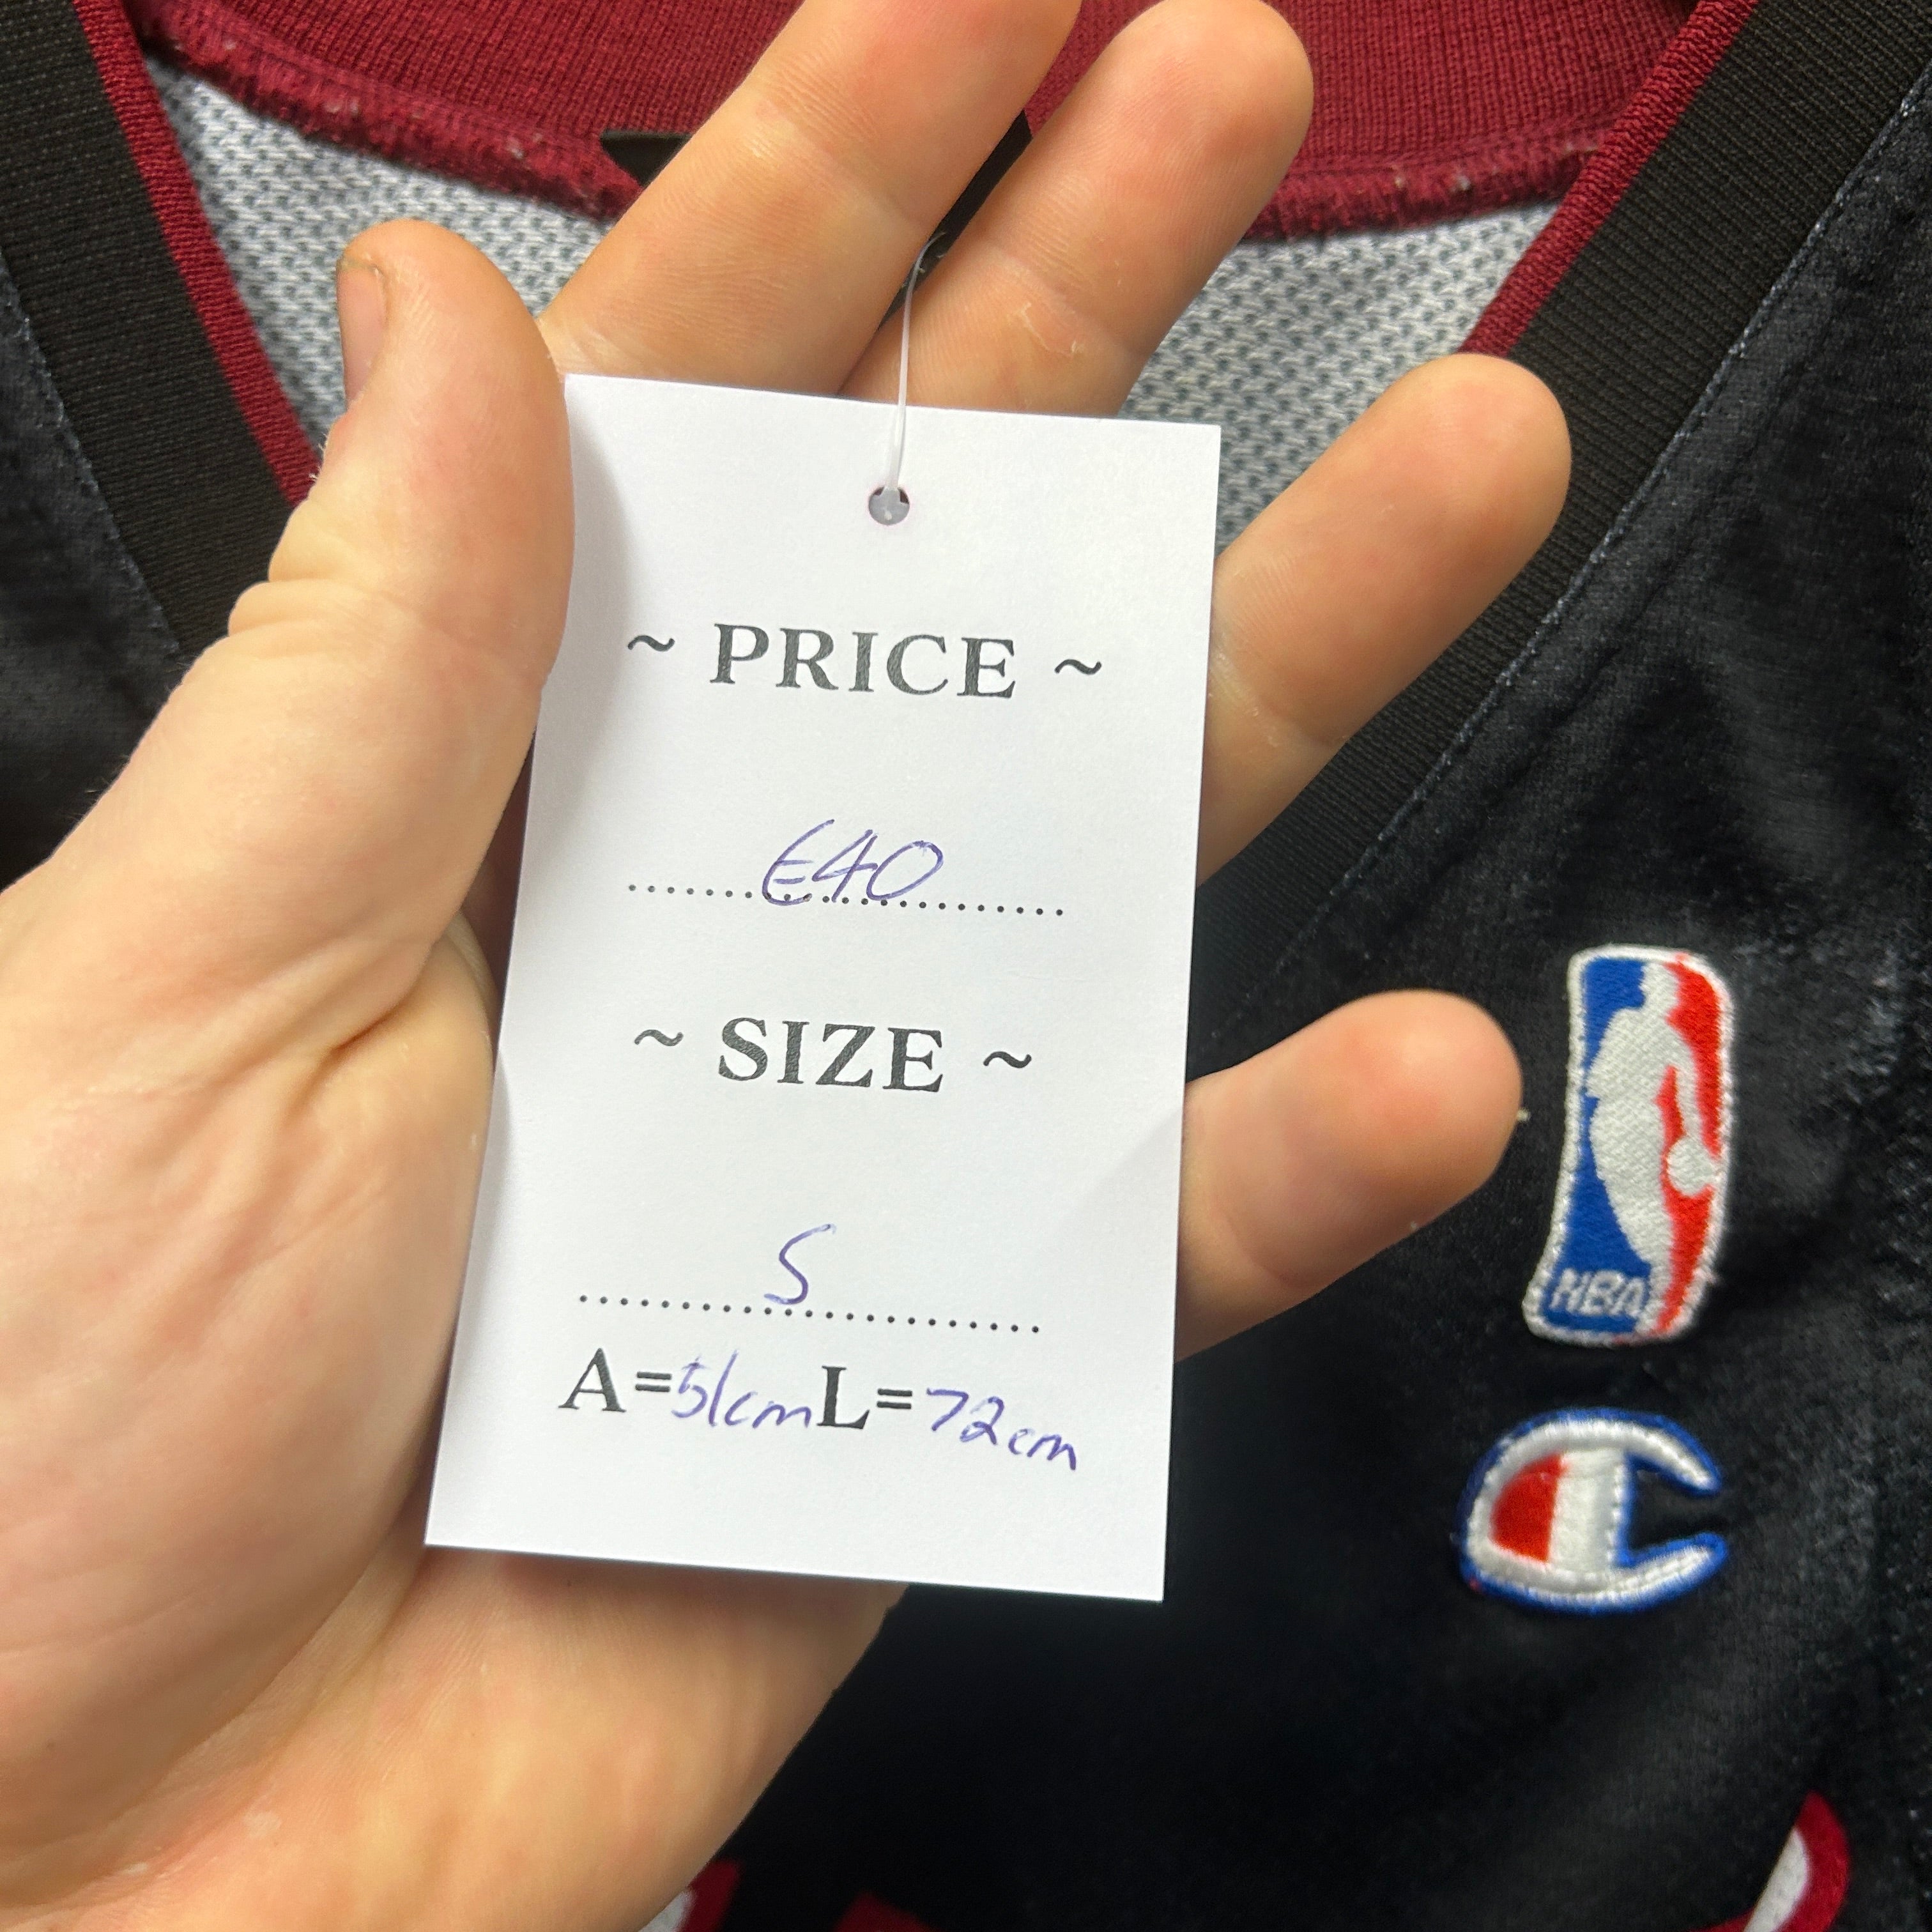 ~ PRICE ~
€40
~ SIZE ~
S
A=51cm L=72cm
NBA